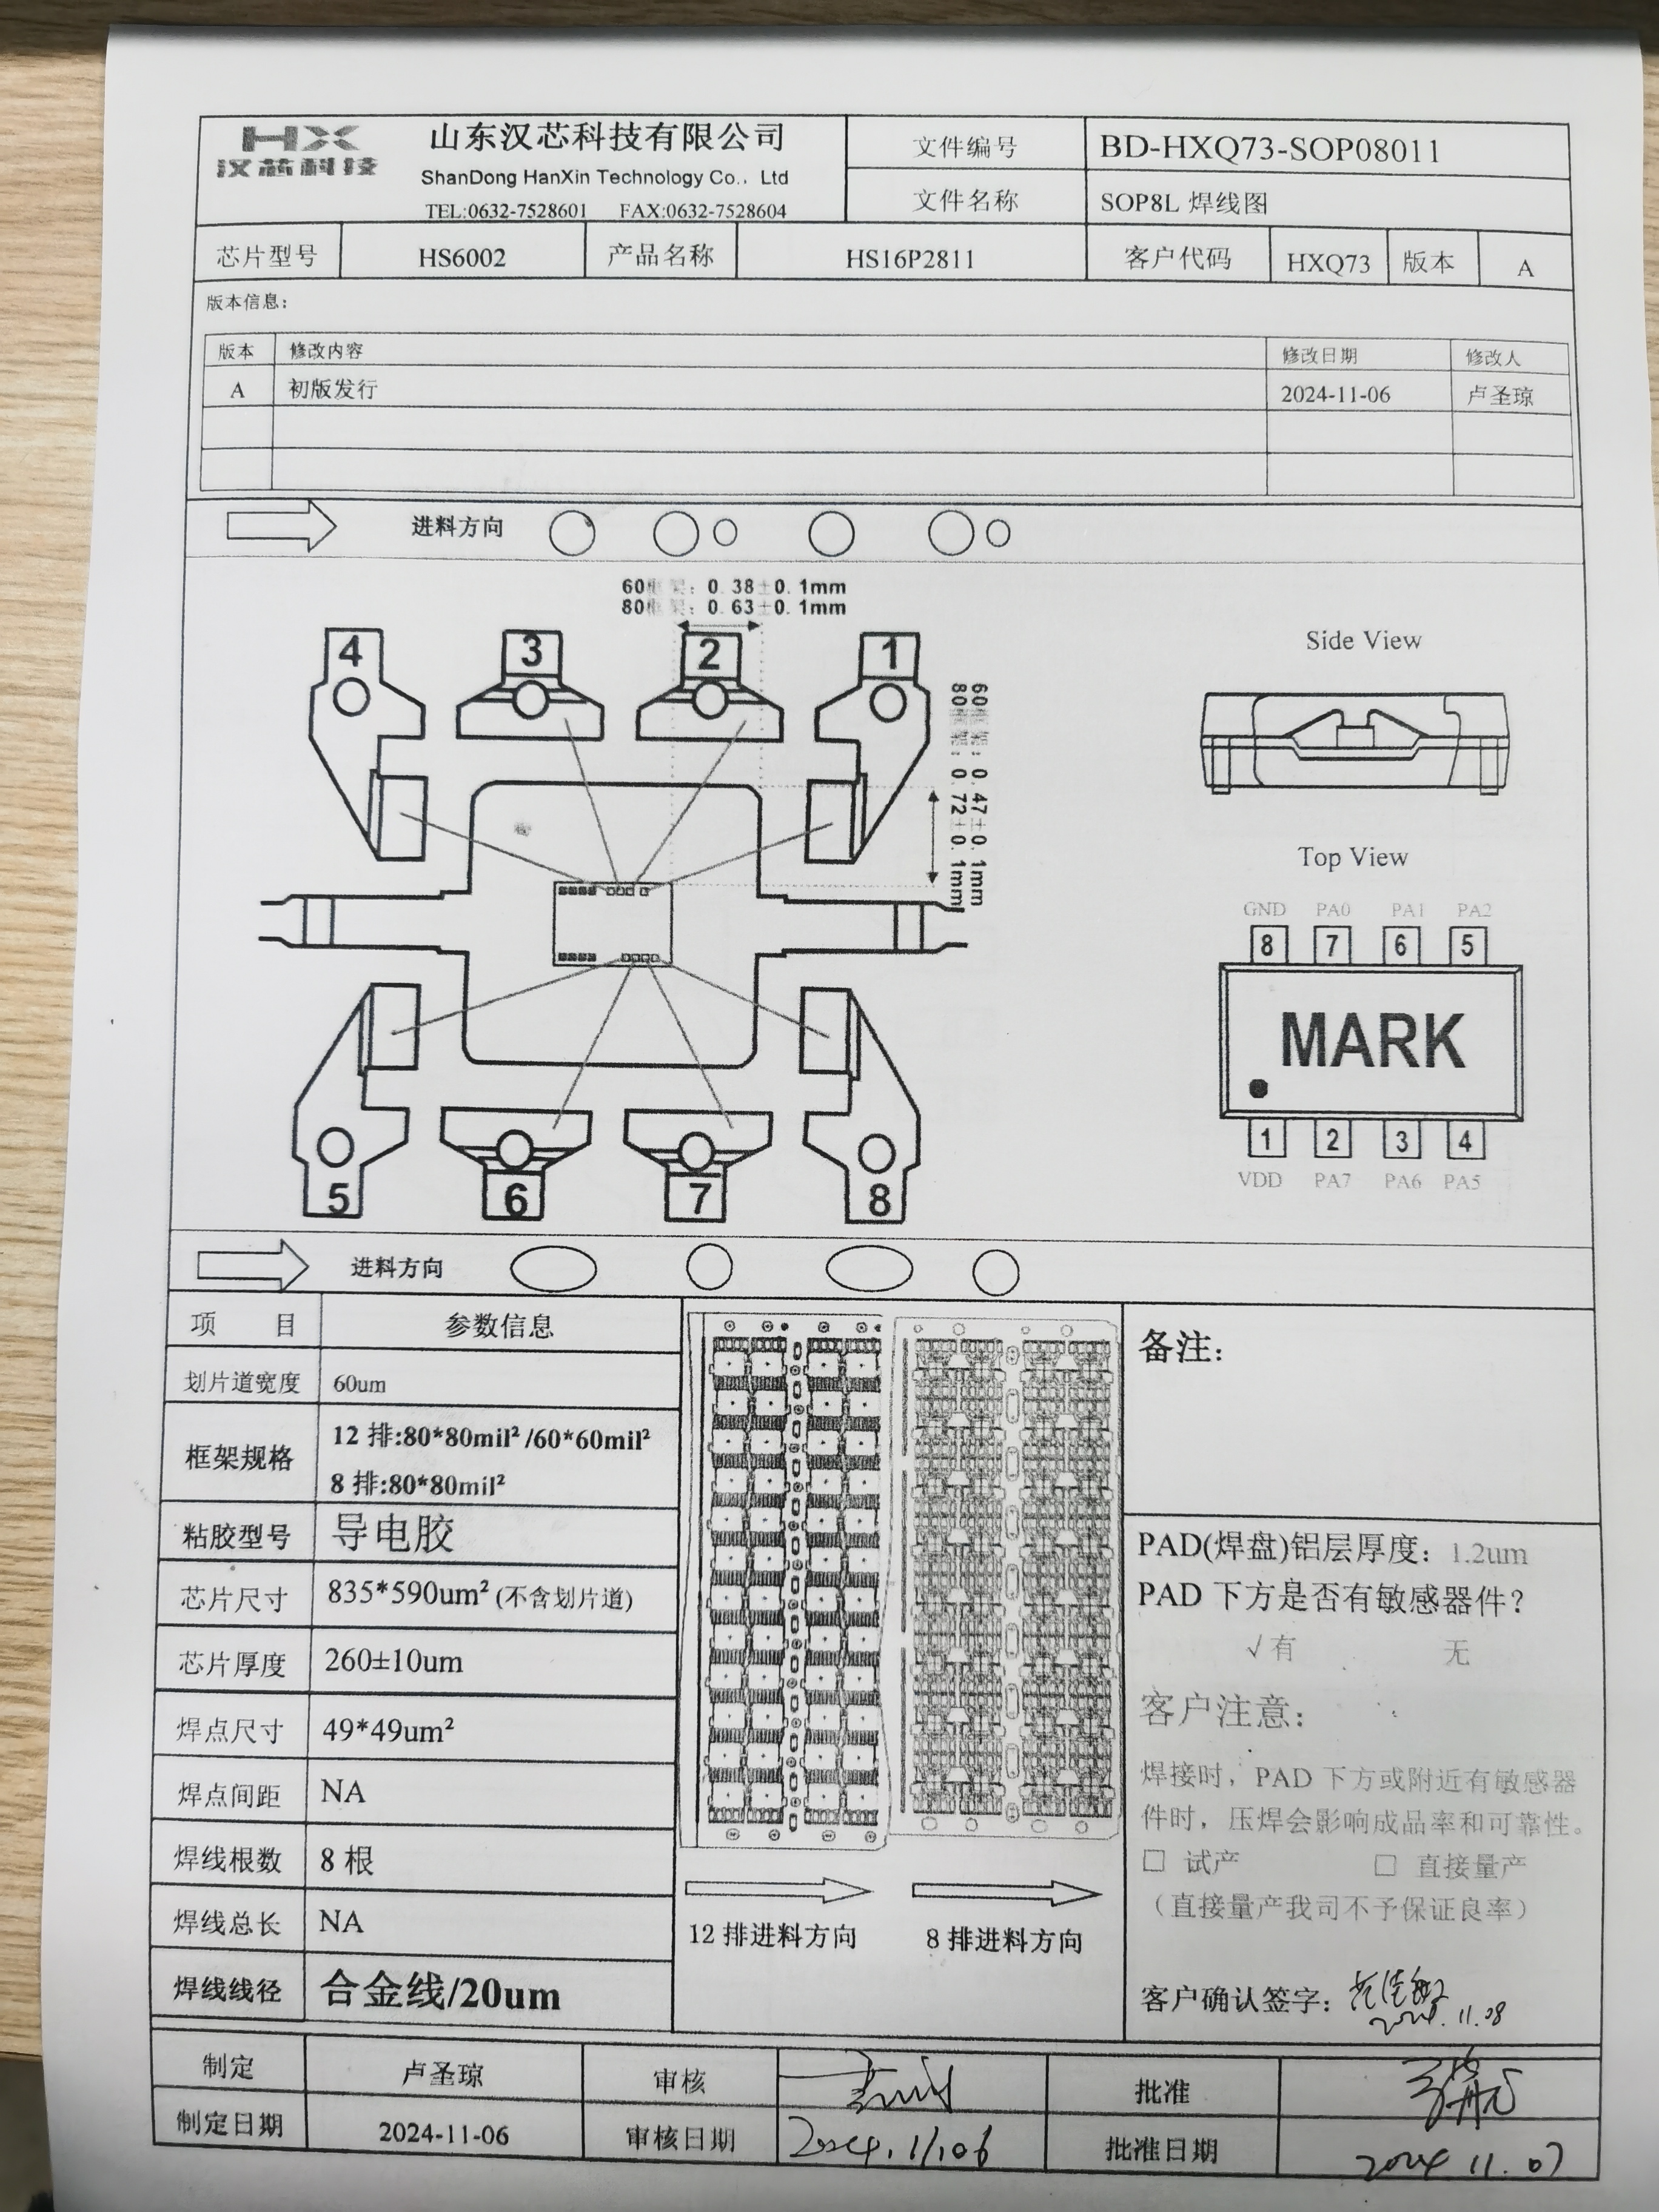 HX
汉芯科技
山东汉芯科技有限公司
ShanDong HanXin Technology Co., Ltd
TEL:0632-7528601 FAX:0632-7528604
文件编号 BD-HXQ73-SOP08011
文件名称 SOP8L 焊线图
芯片型号 HS6002 产品名称 HS16P2811 客户代码 HXQ73 版本 A
版本信息:
版本 修改内容 修改日期 修改人
A 初版发行 2024-11-06 卢圣琼
进料方向
60框架: 0.38±0.1mm
80框架: 0.63±0.1mm
4 3 2 1
60框架: 0.47±0.1mm
80框架: 0.72±0.1mm
5 6 7 8
Side View
Top View
GND PA0 PA1 PA2
8 7 6 5
MARK
1 2 3 4
VDD PA7 PA6 PA5
进料方向
项 目 参数信息
划片道宽度 60um
框架规格 12 排:80*80mil²/60*60mil²
8 排:80*80mil²
粘胶型号 导电胶
芯片尺寸 835*590um² (不含划片道)
芯片厚度 260±10um
焊点尺寸 49*49um²
焊点间距 NA
焊线根数 8 根
焊线总长 NA
焊线线径 合金线/20um
12 排进料方向 8 排进料方向
备注:
PAD(焊盘)铝层厚度: 1.2um
PAD 下方是否有敏感器件?
√有 无
客户注意:
焊接时, PAD 下方或附近有敏感器
件时, 压焊会影响成品率和可靠性。
□ 试产 □ 直接量产
(直接量产我司不予保证良率)
客户确认签字:
2024.11.08
制定 卢圣琼 审核 批准
制定日期 2024-11-06 审核日期 2024.11.06 批准日期 2024 11.07